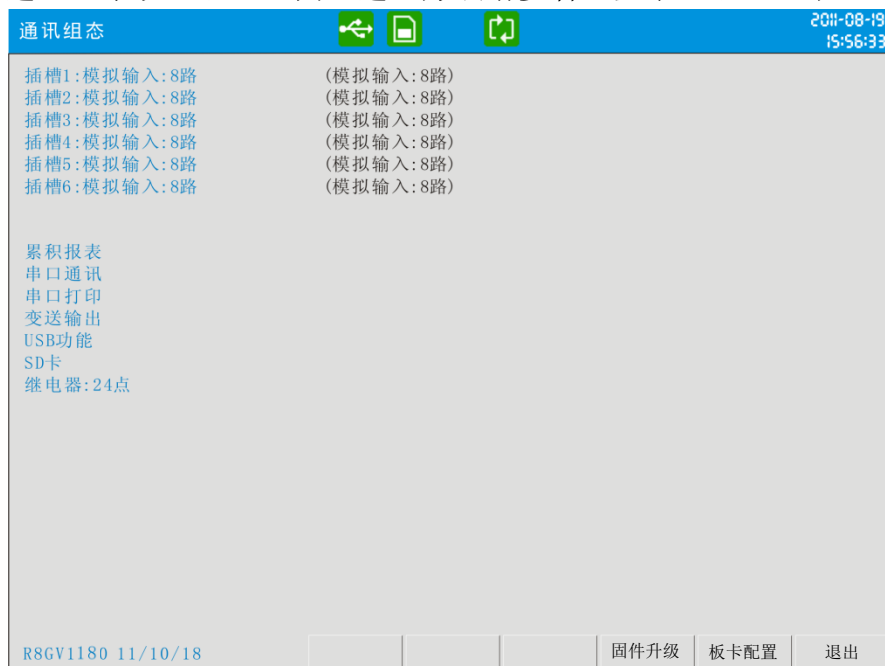 通讯组态
2011-08-19
15:56:33
插槽1:模拟输入:8路 (模拟输入:8路)
插槽2:模拟输入:8路 (模拟输入:8路)
插槽3:模拟输入:8路 (模拟输入:8路)
插槽4:模拟输入:8路 (模拟输入:8路)
插槽5:模拟输入:8路 (模拟输入:8路)
插槽6:模拟输入:8路 (模拟输入:8路)
累积报表
串口通讯
串口打印
变送输出
USB功能
SD卡
继电器:24点
R8GV1180 11/10/18 固件升级 板卡配置 退出